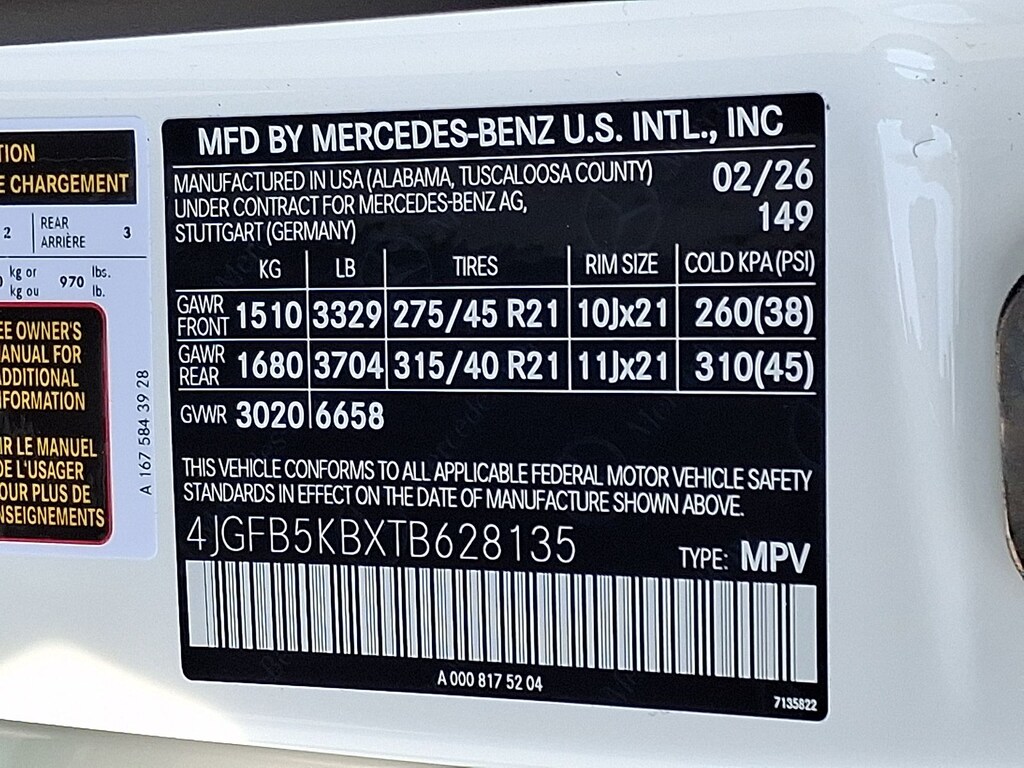 TION
E CHARGEMENT
2 REAR ARRIÈRE 3
kg or kg ou 970 lbs. lb.
EE OWNER'S
ANUAL FOR
ADDITIONAL
FORMATION
IR LE MANUEL
DE L'USAGER
OUR PLUS DE
NSEIGNEMENTS
A 167 584 39 28
MFD BY MERCEDES-BENZ U.S. INTL., INC
MANUFACTURED IN USA (ALABAMA, TUSCALOOSA COUNTY) 02/26
UNDER CONTRACT FOR MERCEDES-BENZ AG, 149
STUTTGART (GERMANY)
KG LB TIRES RIM SIZE COLD KPA (PSI)
GAWR FRONT 1510 3329 275/45 R21 10Jx21 260(38)
GAWR REAR 1680 3704 315/40 R21 11Jx21 310(45)
GVWR 3020 6658
THIS VEHICLE CONFORMS TO ALL APPLICABLE FEDERAL MOTOR VEHICLE SAFETY
STANDARDS IN EFFECT ON THE DATE OF MANUFACTURE SHOWN ABOVE.
4JGFB5KBXTB628135 TYPE: MPV
A 000 817 52 04
7135822